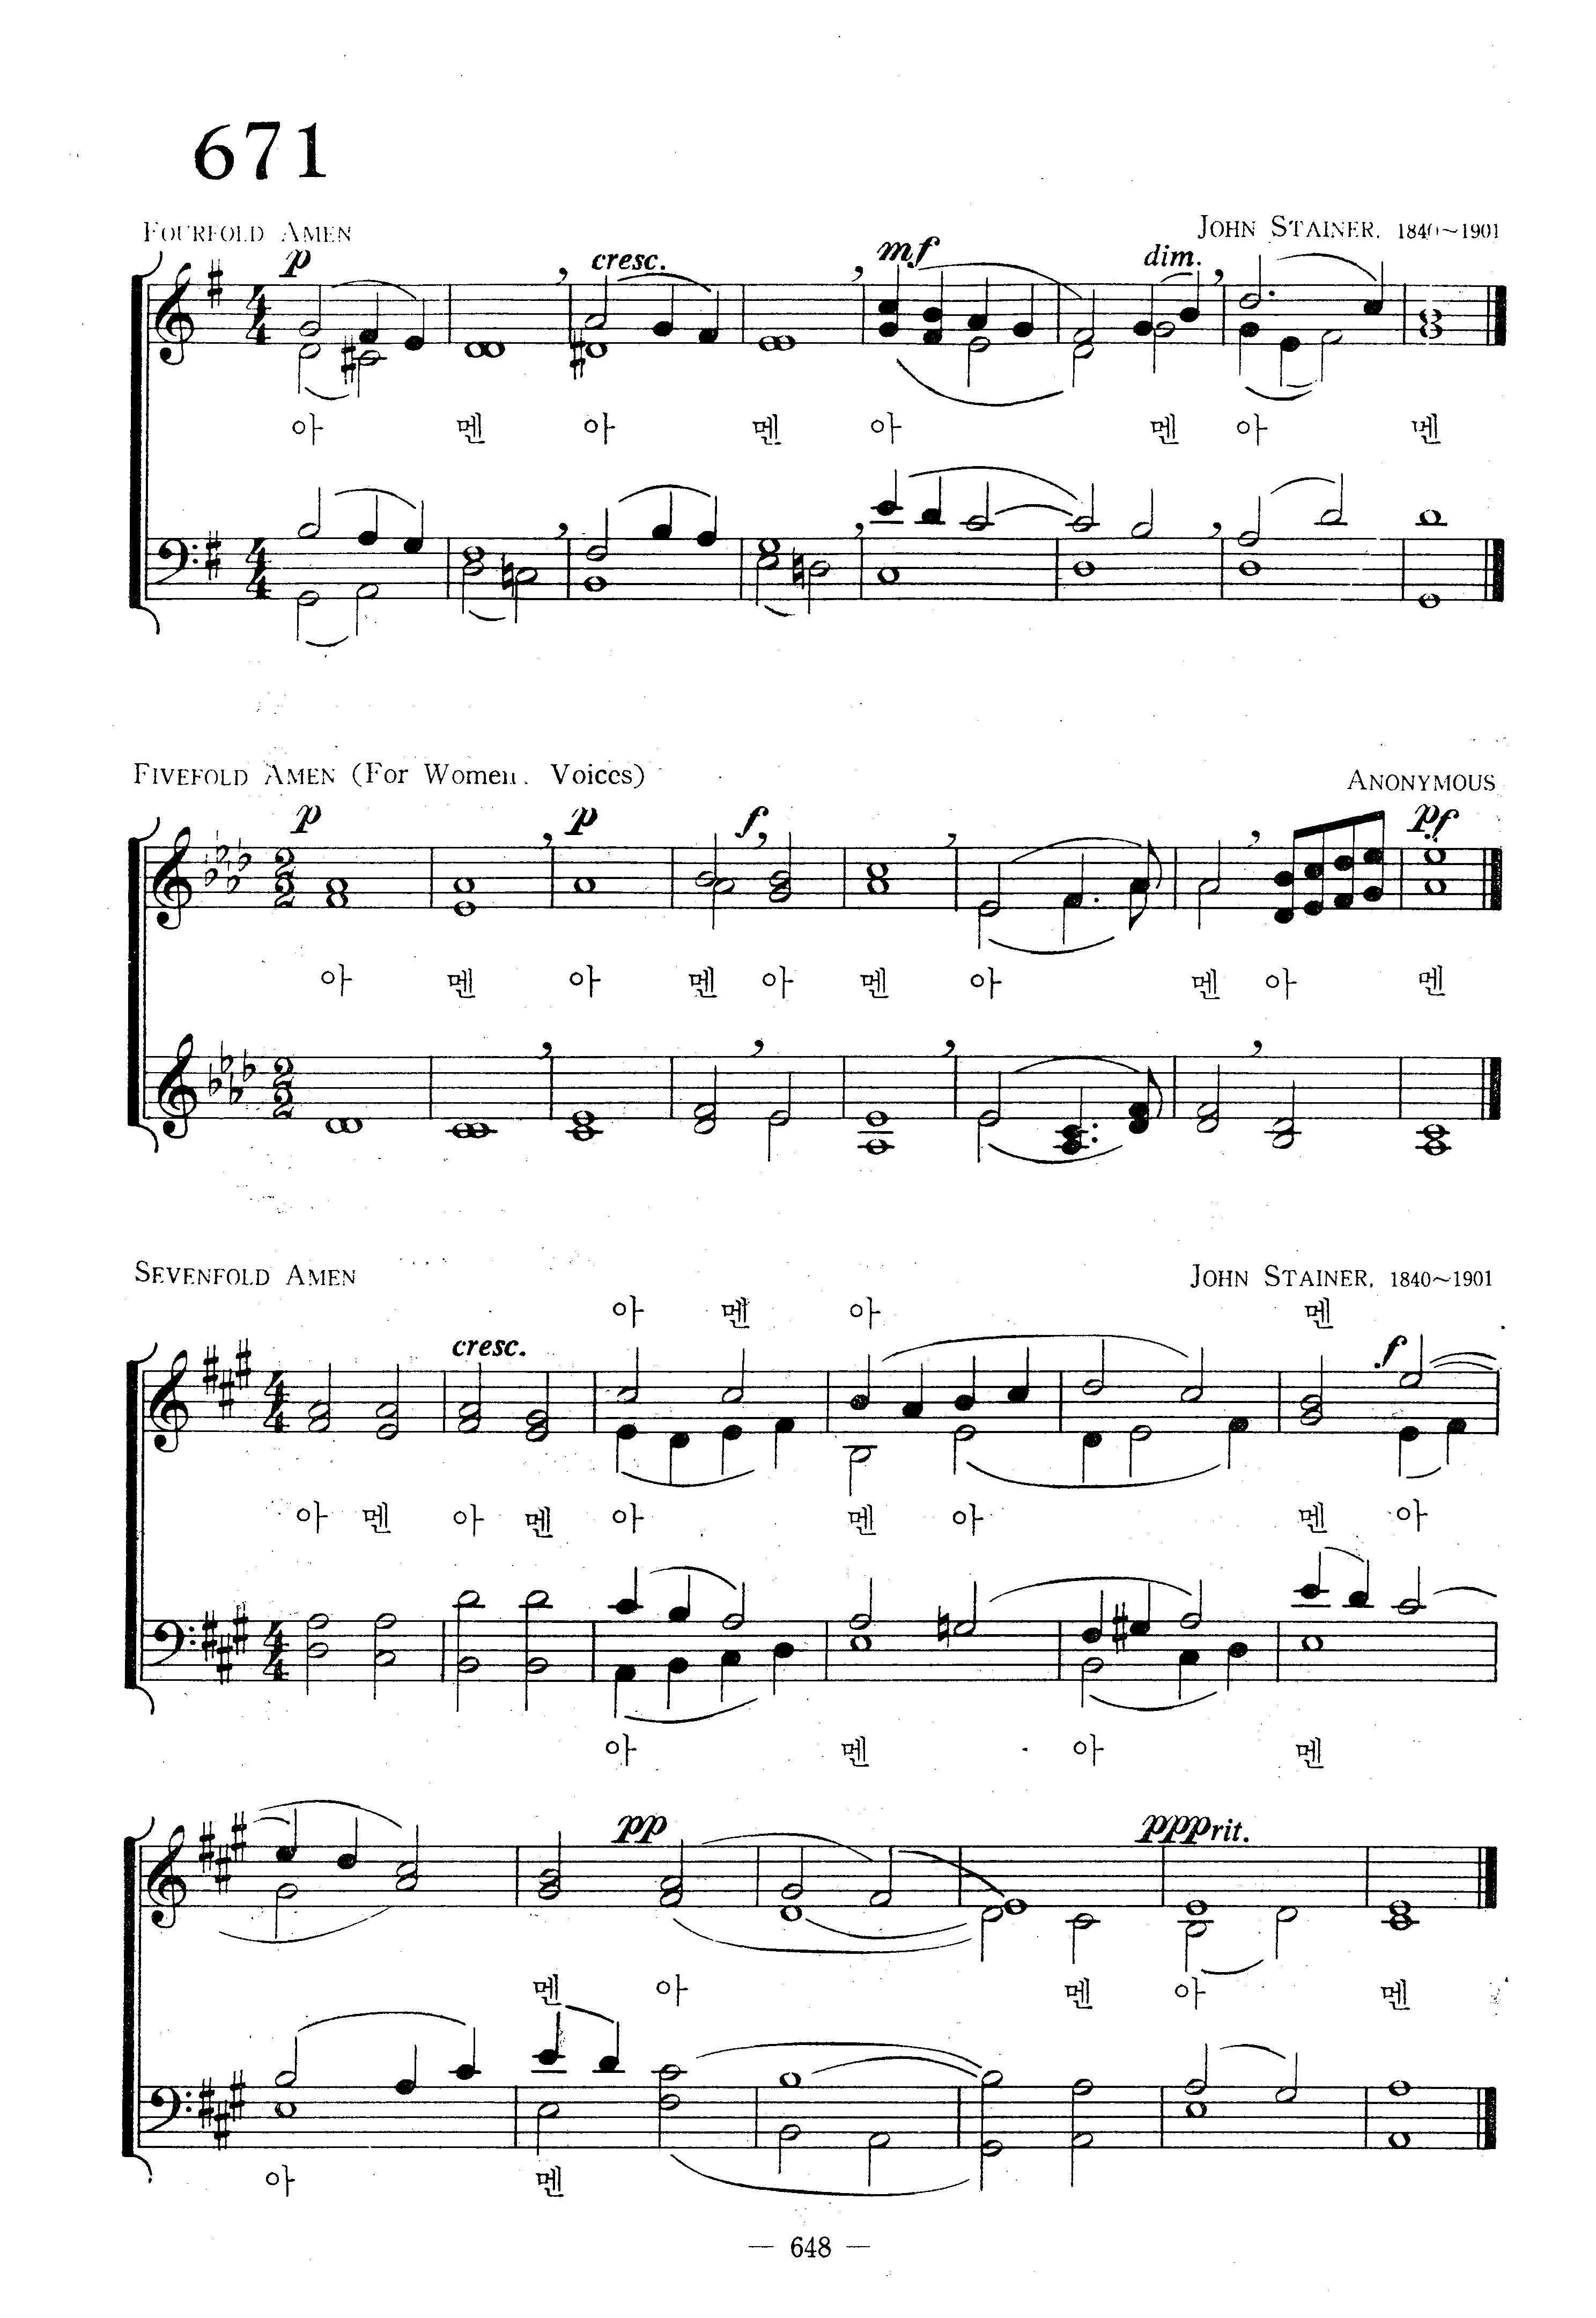 671
FOURFOLD AMEN
JOHN STAINER, 1840~1901
p cresc. mf dim.
아 멘 아 멘 아 멘 아 멘
FIVEFOLD AMEN (For Women. Voices)
ANONYMOUS
p p f pf
아 멘 아 멘 아 멘 아 멘 아 멘
SEVENFOLD AMEN
JOHN STAINER, 1840~1901
아 멘 아 멘
cresc. f
아 멘 아 멘 아 멘 아 멘 아
아 멘 아 멘
pp ppp rit.
멘 아 멘 아 멘
아 멘
— 648 —